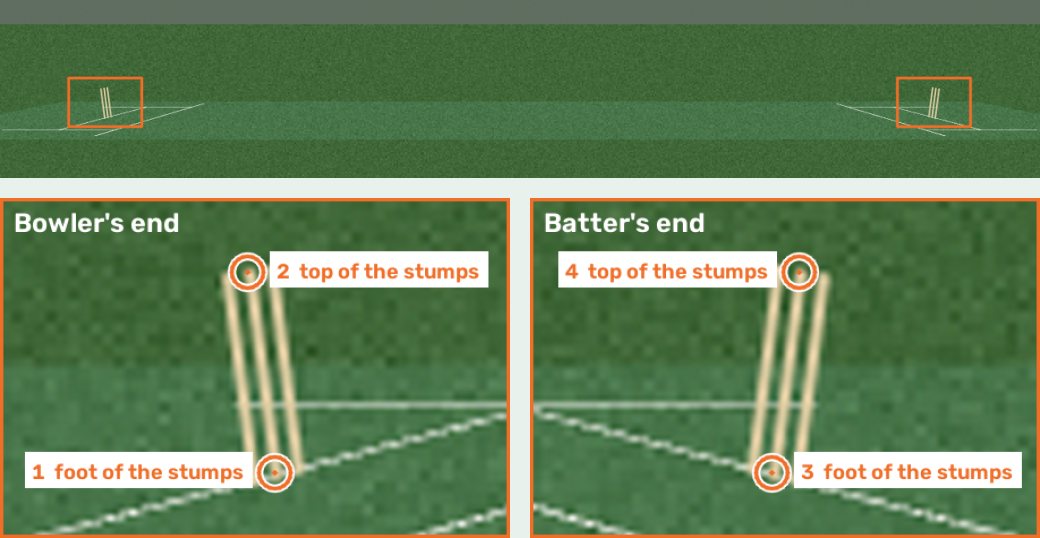 Bowler's end
2 top of the stumps
1 foot of the stumps
Batter's end
4 top of the stumps
3 foot of the stumps